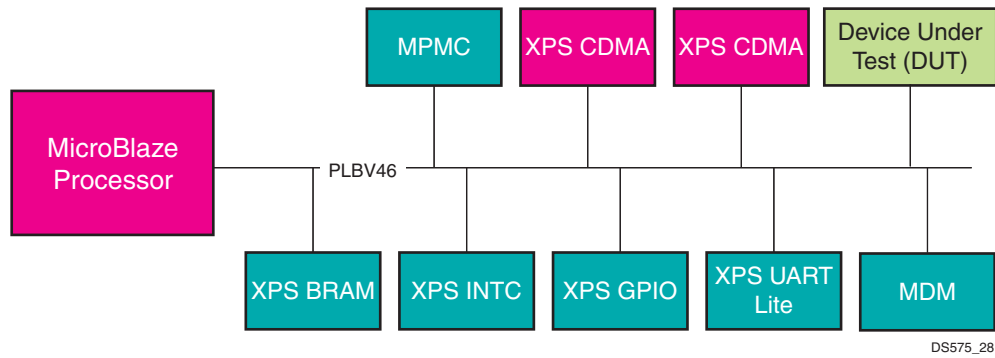 MPMC
XPS CDMA
XPS CDMA
Device Under
Test (DUT)
MicroBlaze
Processor
PLBV46
XPS BRAM
XPS INTC
XPS GPIO
XPS UART
Lite
MDM
DS575_28